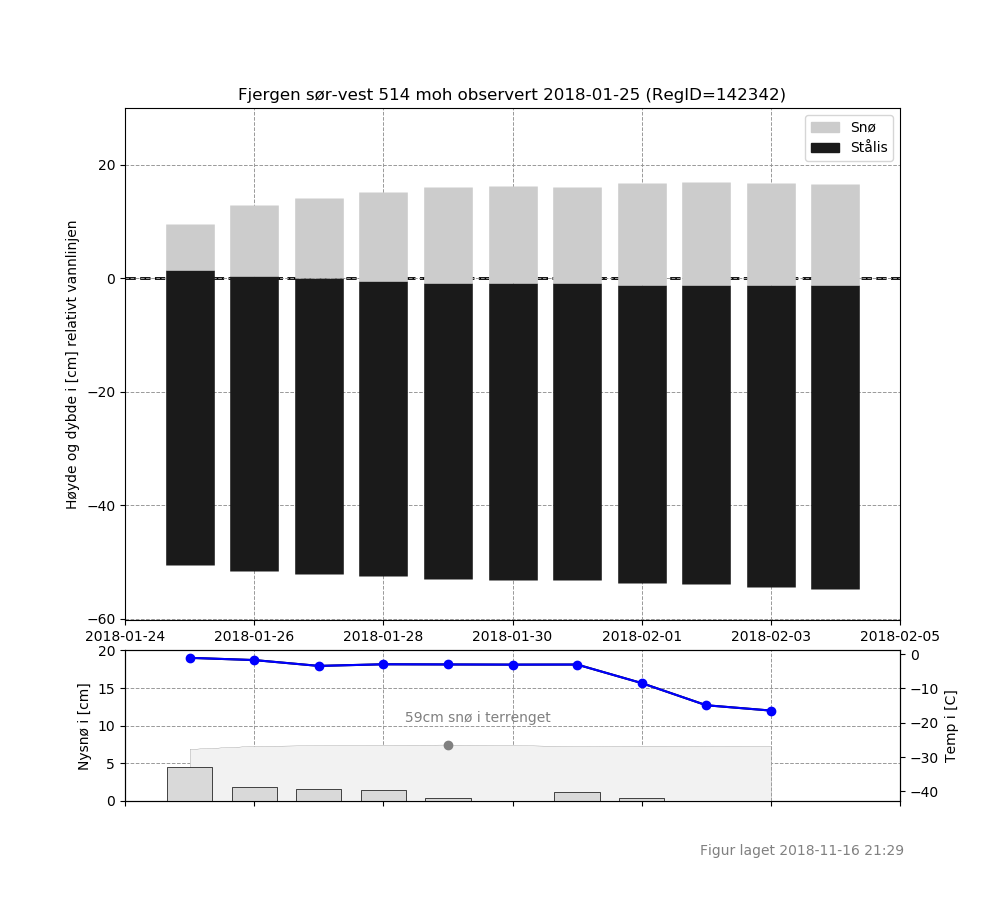 Fjergen sør-vest 514 moh observert 2018-01-25 (RegID=142342)
Snø
Stålis
Høyde og dybde i [cm] relativt vannlinjen
20
0
−20
−40
−60
2018-01-24 2018-01-26 2018-01-28 2018-01-30 2018-02-01 2018-02-03 2018-02-05
Nysnø i [cm]
20
15
10
5
0
59cm snø i terrenget
0
−10
−20
−30
−40
Temp i [C]
Figur laget 2018-11-16 21:29